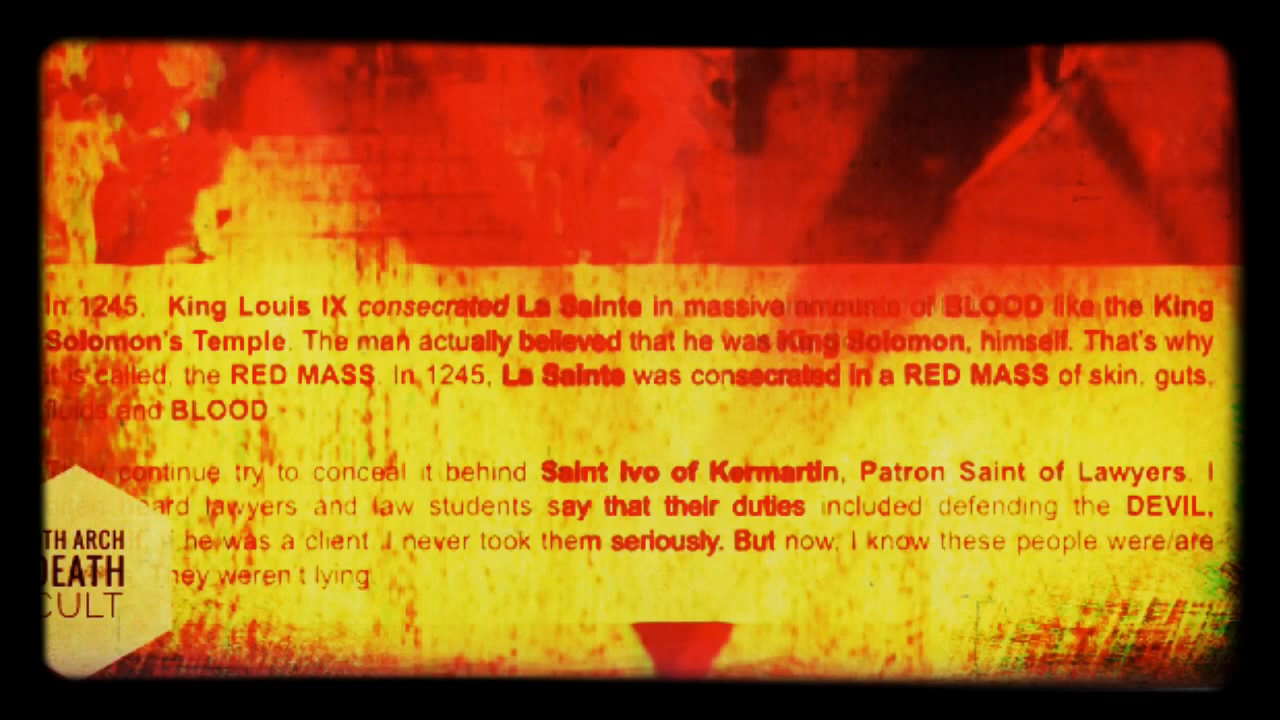 In 1245. King Louis IX consecrated La Sainte in massive amounts of BLOOD like the King
Solomon's Temple. The man actually believed that he was King Solomon, himself. That's why
it is called, the RED MASS. In 1245, La Sainte was consecrated in a RED MASS of skin, guts,
fluids and BLOOD.
They continue try to conceal it behind Saint Ivo of Kermartin, Patron Saint of Lawyers. I
often heard lawyers and law students say that their duties included defending the DEVIL,
he was a client. I never took them seriously. But now, I know these people were/are
They weren't lying.
TH ARCH
DEATH
CULT